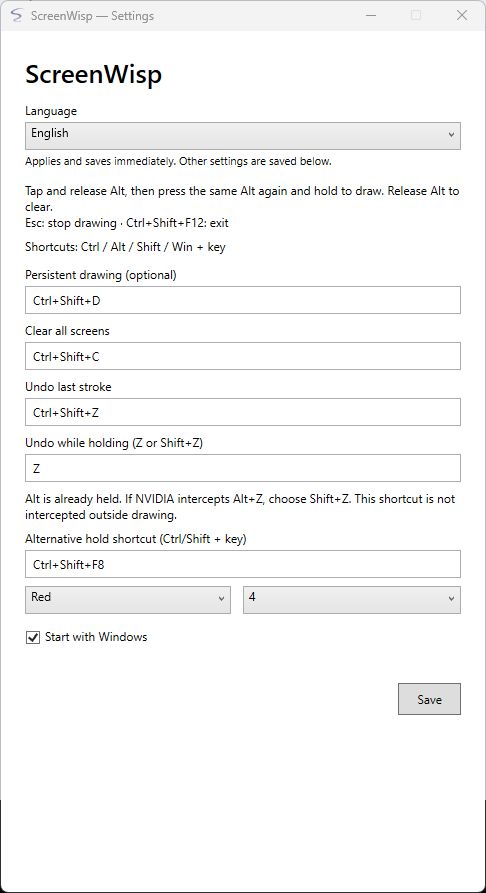 ScreenWisp — Settings
ScreenWisp
Language
English
Applies and saves immediately. Other settings are saved below.
Tap and release Alt, then press the same Alt again and hold to draw. Release Alt to
clear.
Esc: stop drawing · Ctrl+Shift+F12: exit
Shortcuts: Ctrl / Alt / Shift / Win + key
Persistent drawing (optional)
Ctrl+Shift+D
Clear all screens
Ctrl+Shift+C
Undo last stroke
Ctrl+Shift+Z
Undo while holding (Z or Shift+Z)
Z
Alt is already held. If NVIDIA intercepts Alt+Z, choose Shift+Z. This shortcut is not
intercepted outside drawing.
Alternative hold shortcut (Ctrl/Shift + key)
Ctrl+Shift+F8
Red 4
Start with Windows
Save